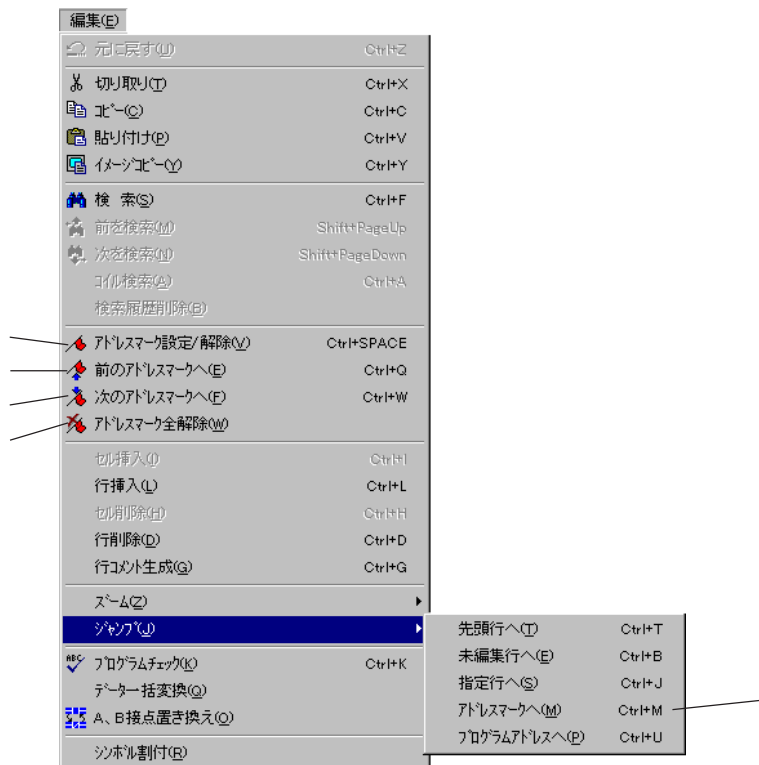 編集(E)
元に戻す(U) Ctrl+Z
切り取り(T) Ctrl+X
ｺﾋﾟｰ(C) Ctrl+C
貼り付け(P) Ctrl+V
ｲﾒｰｼﾞｺﾋﾟｰ(Y) Ctrl+Y
検 索(S) Ctrl+F
前を検索(M) Shift+PageUp
次を検索(N) Shift+PageDown
ｺｲﾙ検索(A) Ctrl+A
検索履歴削除(B)
ｱﾄﾞﾚｽﾏｰｸ設定/解除(V) Ctrl+SPACE
前のｱﾄﾞﾚｽﾏｰｸへ(E) Ctrl+Q
次のｱﾄﾞﾚｽﾏｰｸへ(F) Ctrl+W
ｱﾄﾞﾚｽﾏｰｸ全解除(W)
ｾﾙ挿入(I) Ctrl+I
行挿入(L) Ctrl+L
ｾﾙ削除(H) Ctrl+H
行削除(D) Ctrl+D
行ｺﾒﾝﾄ生成(G) Ctrl+G
ｽﾞｰﾑ(Z)
ｼﾞｬﾝﾌﾟ(J)
先頭行へ(T) Ctrl+T
未編集行へ(E) Ctrl+B
指定行へ(S) Ctrl+J
ｱﾄﾞﾚｽﾏｰｸへ(M) Ctrl+M
ﾌﾟﾛｸﾞﾗﾑｱﾄﾞﾚｽへ(P) Ctrl+U
ABC ﾌﾟﾛｸﾞﾗﾑﾁｪｯｸ(K) Ctrl+K
ﾃﾞｰﾀ一括変換(Q)
A、B接点置き換え(O)
ｼﾝﾎﾞﾙ割付(R)